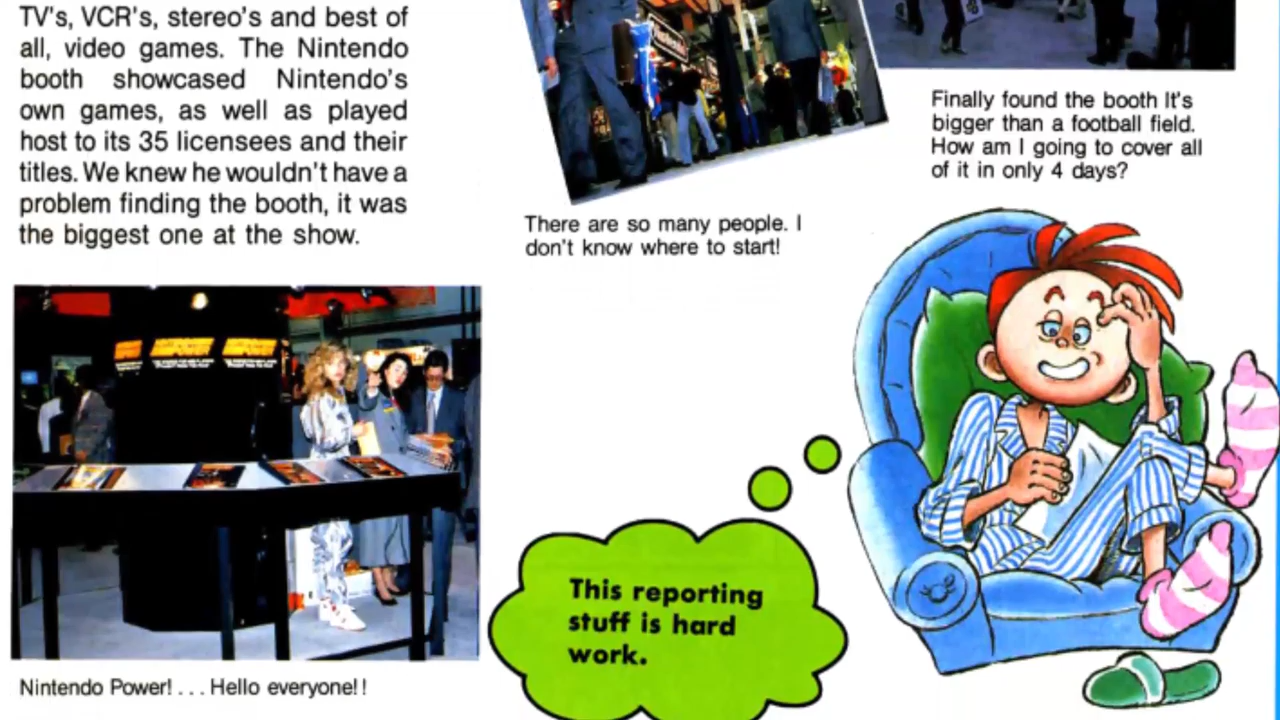 TV's, VCR's, stereo's and best of
all, video games. The Nintendo
booth showcased Nintendo's
own games, as well as played
host to its 35 licensees and their
titles. We knew he wouldn't have a
problem finding the booth, it was
the biggest one at the show.
There are so many people. I
don't know where to start!
Finally found the booth It's
bigger than a football field.
How am I going to cover all
of it in only 4 days?
Nintendo Power! . . . Hello everyone!!
This reporting
stuff is hard
work.